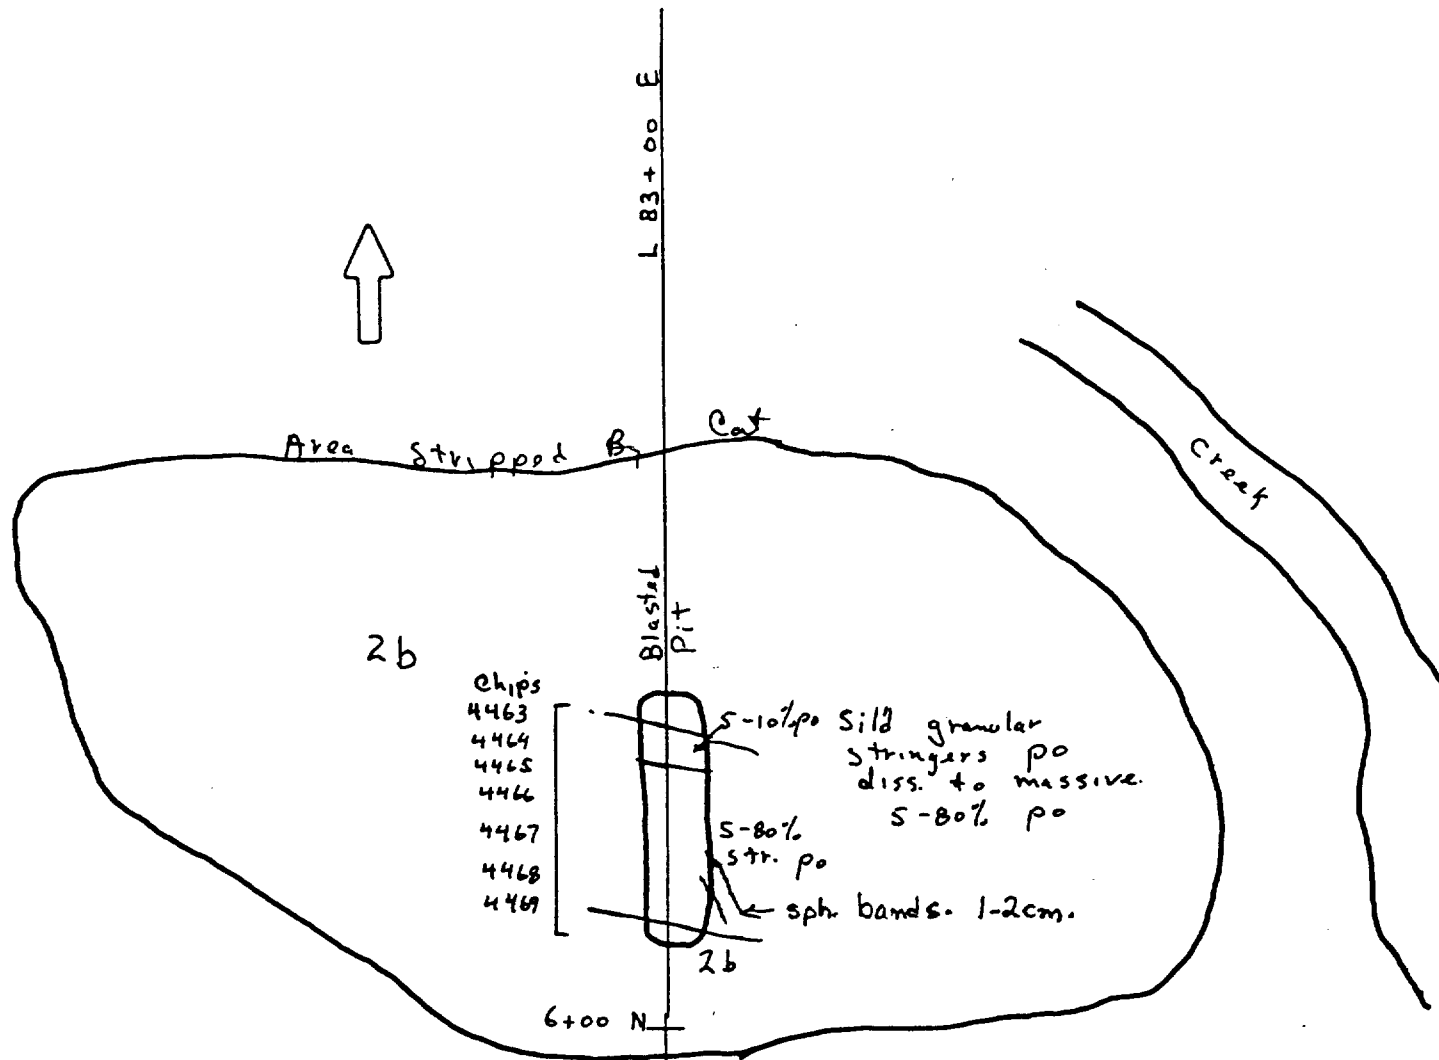 L 83+00 E
Area Stripped By Cat
Creek
Blasted
Pit
2b
Chips
4463
4464
4465
4466
4467
4468
4469
5-10% po Sil'd granular
stringers po
diss. to massive.
5-80% po
5-80%
str. po
sph. bands. 1-2cm.
2b
6+00 N